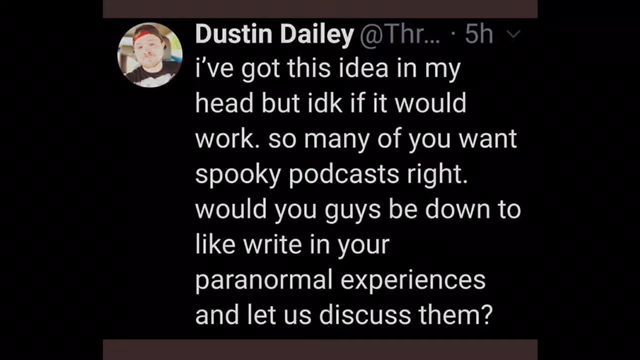 Dustin Dailey @Thr... · 5h
i've got this idea in my
head but idk if it would
work. so many of you want
spooky podcasts right.
would you guys be down to
like write in your
paranormal experiences
and let us discuss them?